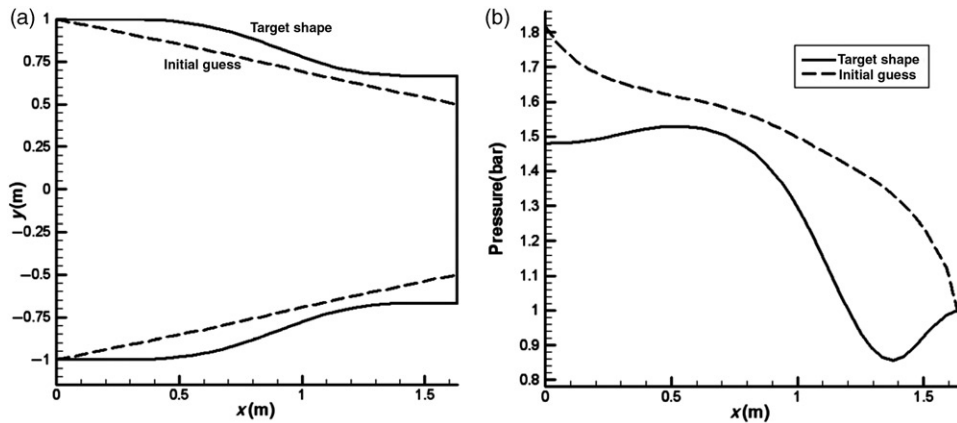 (a)
1
0.75
0.5
0.25
0
−0.25
−0.5
−0.75
−1
y(m)
Target shape
Initial guess
0
0.5
1
1.5
x(m)
(b)
1.8
1.7
1.6
1.5
1.4
1.3
1.2
1.1
1
0.9
0.8
Pressure(bar)
Target shape
Initial guess
0
0.5
1
1.5
x(m)